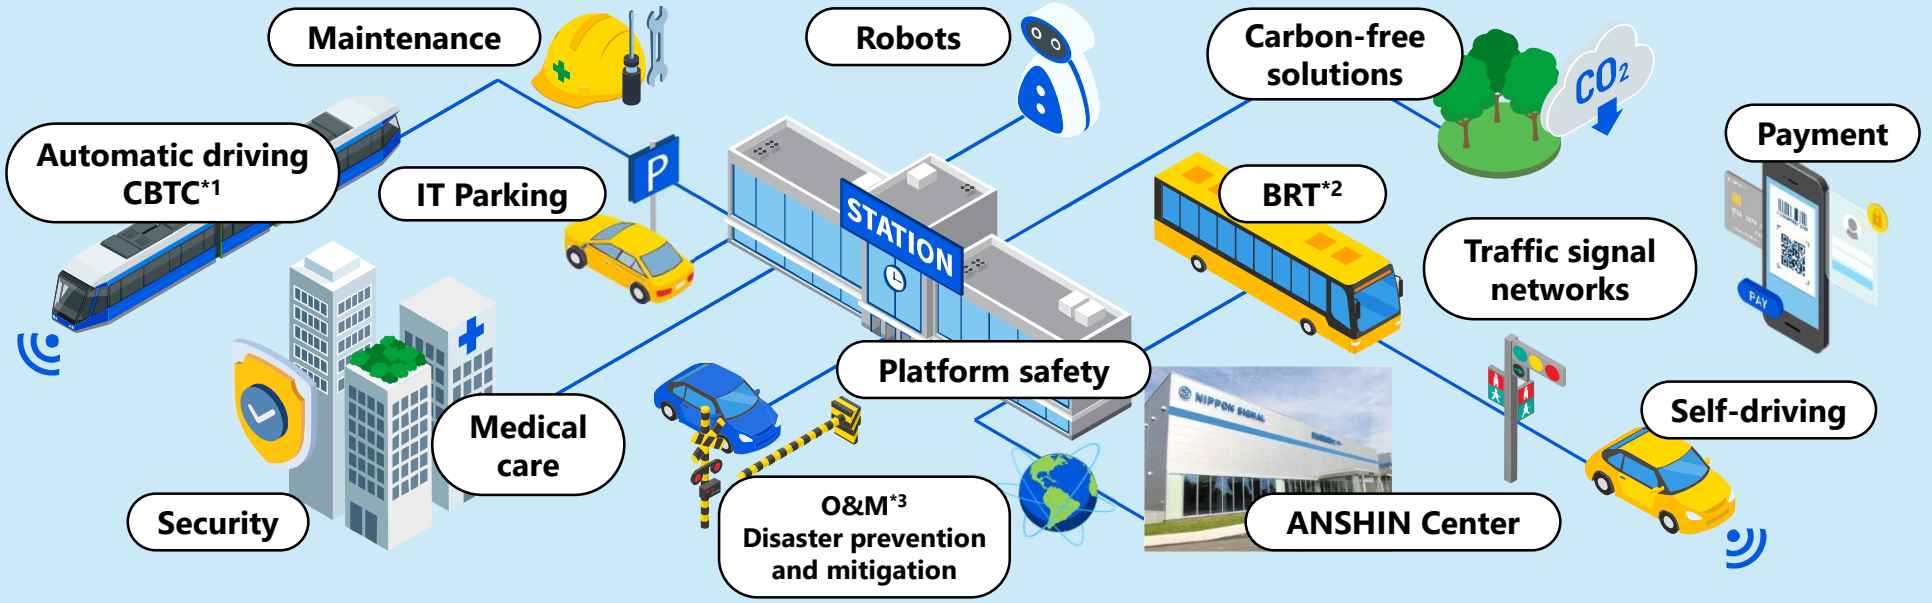 Maintenance
Robots
Carbon-free
solutions
CO2
Payment
PAY
Automatic driving
CBTC*1
IT Parking
P
STATION
BRT*2
Traffic signal
networks
Platform safety
NIPPON SIGNAL
Self-driving
Medical
care
Security
O&M*3
Disaster prevention
and mitigation
ANSHIN Center